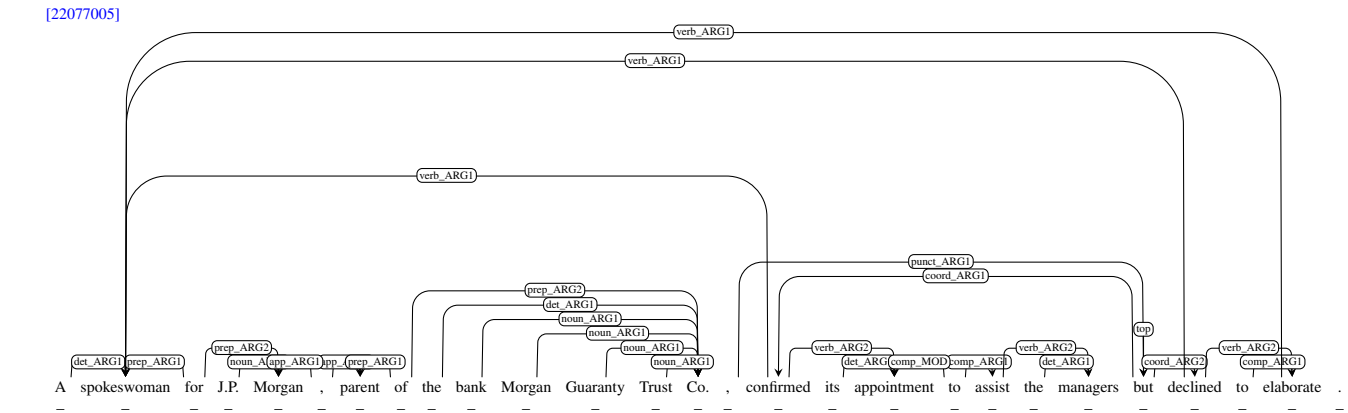 [22077005]
verb_ARG1
verb_ARG1
verb_ARG1
punct_ARG1
coord_ARG1
prep_ARG2
det_ARG1
noun_ARG1
noun_ARG1
top
prep_ARG2 noun_ARG1 verb_ARG2 verb_ARG2 verb_ARG2
det_ARG1 prep_ARG1 app_ARG1 prep_ARG1 noun_ARG1 comp_MOD comp_ARG1 det_ARG1 coord_ARG2 comp_ARG1
A spokeswoman for J.P. Morgan , parent of the bank Morgan Guaranty Trust Co. , confirmed its appointment to assist the managers but declined to elaborate .